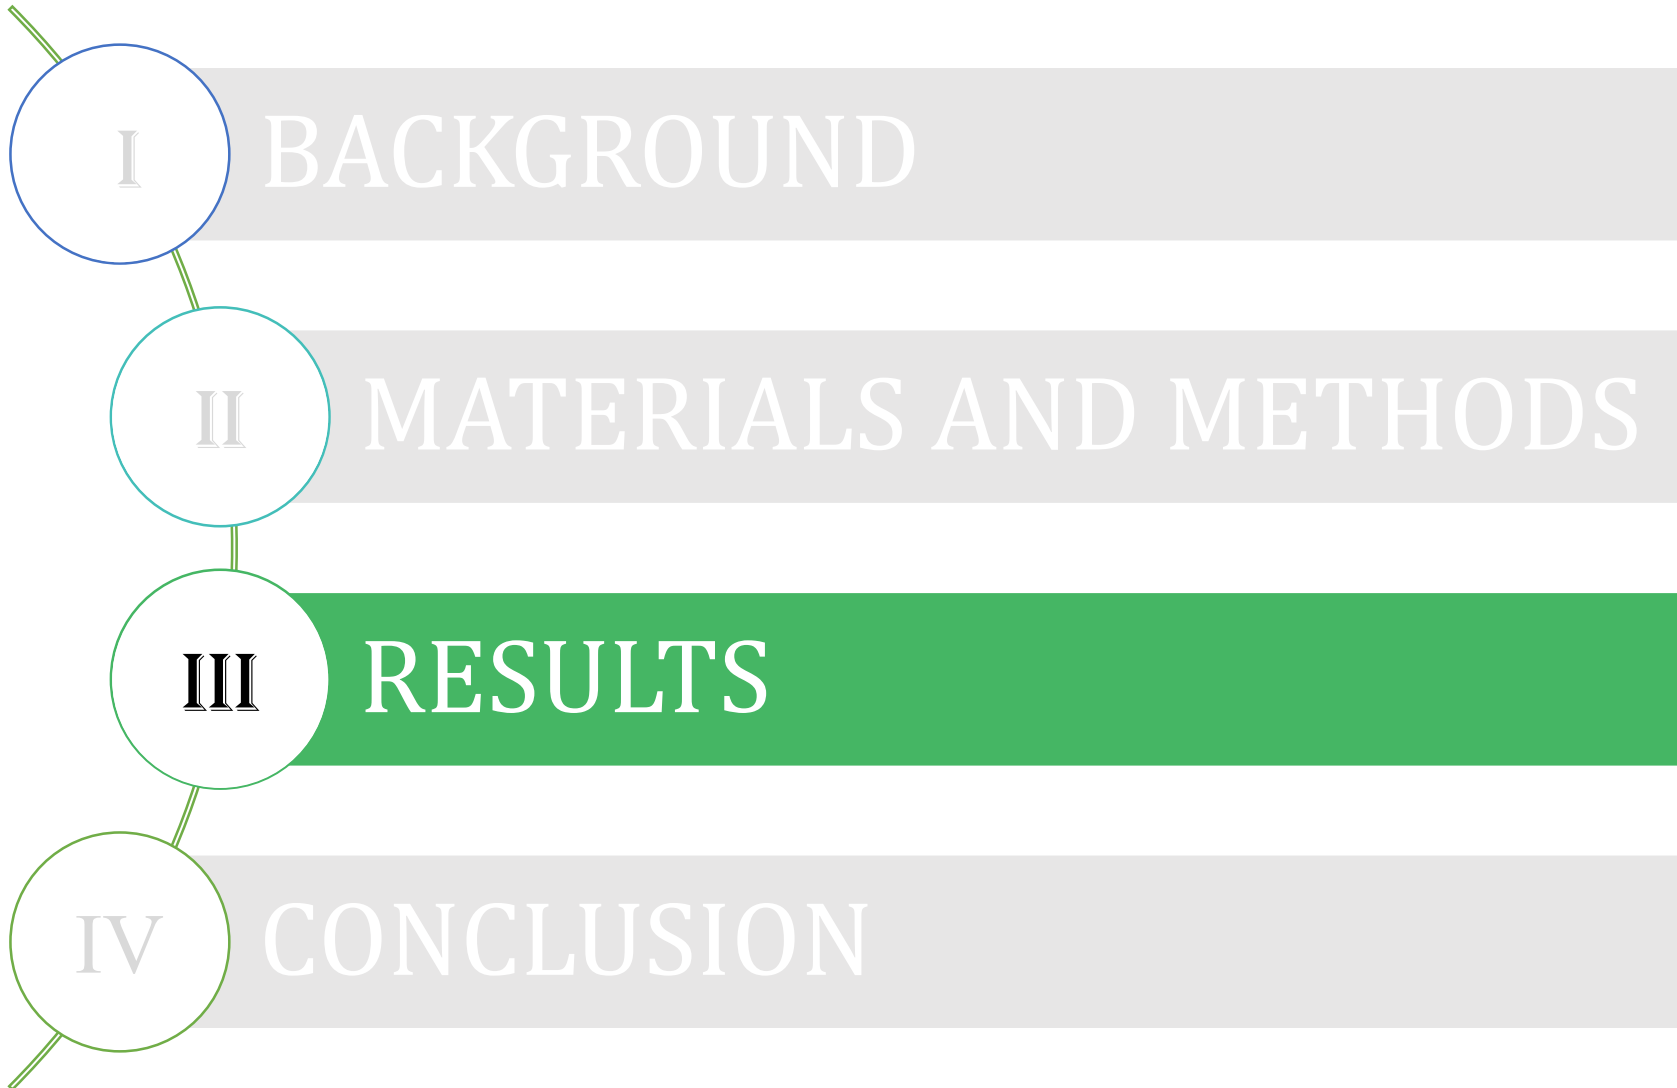 I BACKGROUND
II MATERIALS AND METHODS
III RESULTS
IV CONCLUSION